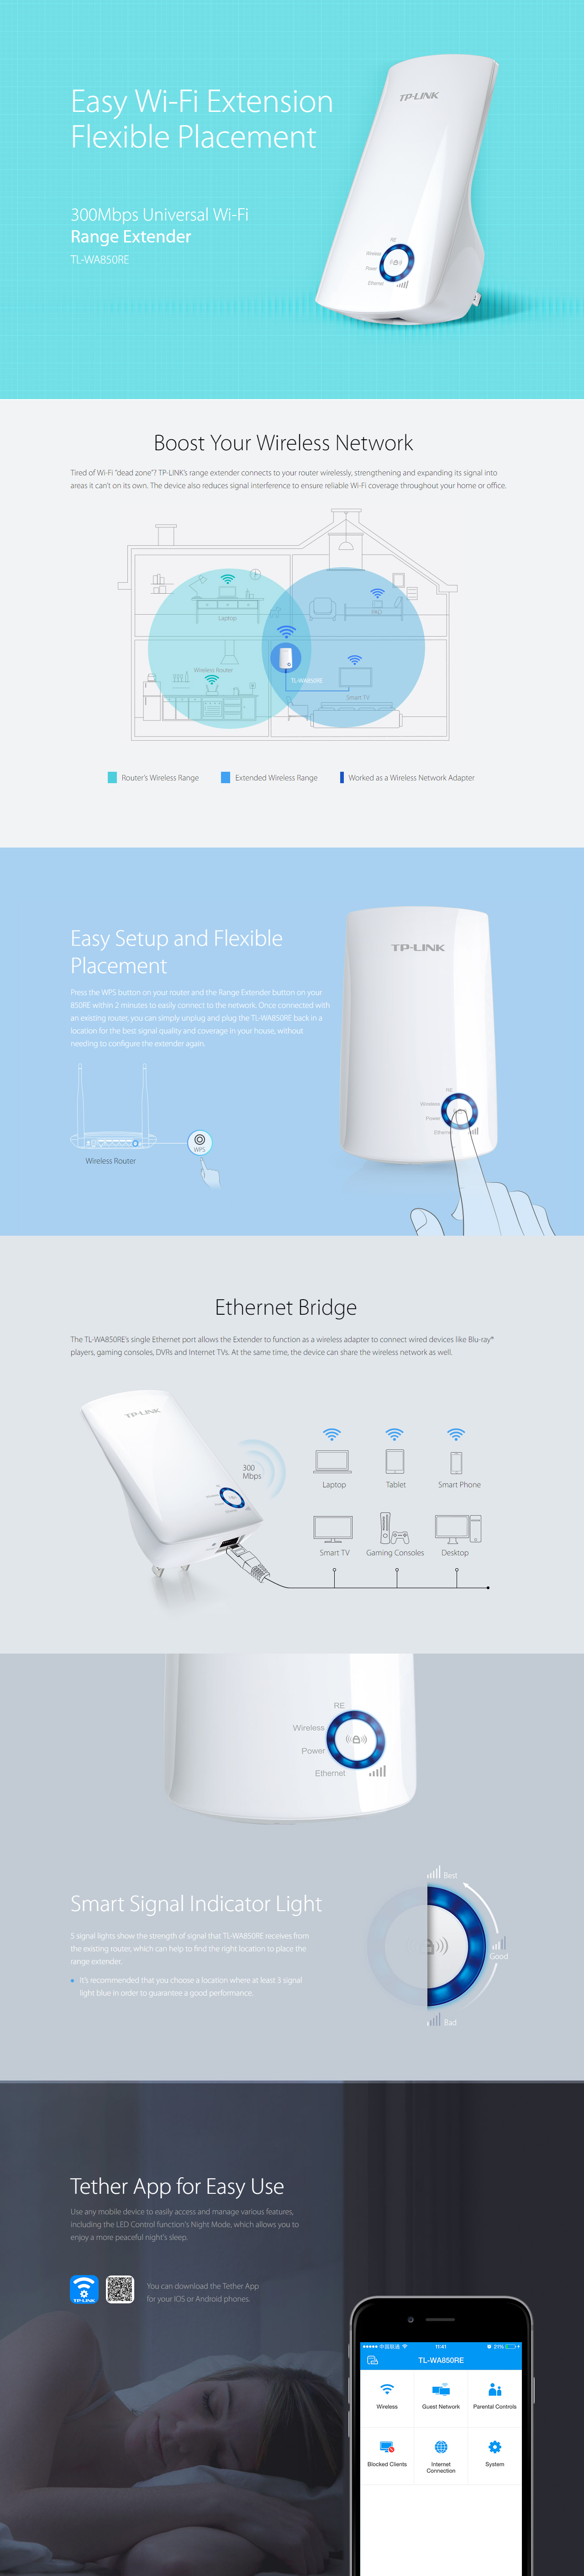 Easy Wi-Fi Extension
Flexible Placement
300Mbps Universal Wi-Fi
Range Extender
TL-WA850RE
TP-LINK
RE
Wireless
Power
Ethernet
Boost Your Wireless Network
Tired of Wi-Fi "dead zone"? TP-LINK's range extender connects to your router wirelessly, strengthening and expanding its signal into
areas it can't on its own. The device also reduces signal interference to ensure reliable Wi-Fi coverage throughout your home or office.
Laptop
PAD
Wireless Router
TL-WA850RE
Smart TV
Router's Wireless Range
Extended Wireless Range
Worked as a Wireless Network Adapter
Easy Setup and Flexible
Placement
Press the WPS button on your router and the Range Extender button on your
850RE within 2 minutes to easily connect to the network. Once connected with
an existing router, you can simply unplug and plug the TL-WA850RE back in a
location for the best signal quality and coverage in your house, without
needing to configure the extender again.
WPS
Wireless Router
TP-LINK
RE
Wireless
Power
Ethernet
Ethernet Bridge
The TL-WA850RE's single Ethernet port allows the Extender to function as a wireless adapter to connect wired devices like Blu-ray®
players, gaming consoles, DVRs and Internet TVs. At the same time, the device can share the wireless network as well.
TP-LINK
300
Mbps
Laptop
Tablet
Smart Phone
Smart TV
Gaming Consoles
Desktop
RE
Wireless
Power
Ethernet
Smart Signal Indicator Light
5 signal lights show the strength of signal that TL-WA850RE receives from
the existing router, which can help to find the right location to place the
range extender.
It's recommended that you choose a location where at least 3 signal
light blue in order to guarantee a good performance.
Best
Good
Bad
Tether App for Easy Use
Use any mobile device to easily access and manage various features,
including the LED Control function's Night Mode, which allows you to
enjoy a more peaceful night's sleep.
TP-LINK
You can download the Tether App
for your IOS or Android phones.
中国联通
11:41
21%
TL-WA850RE
Wireless
Guest Network
Parental Controls
Blocked Clients
Internet
Connection
System